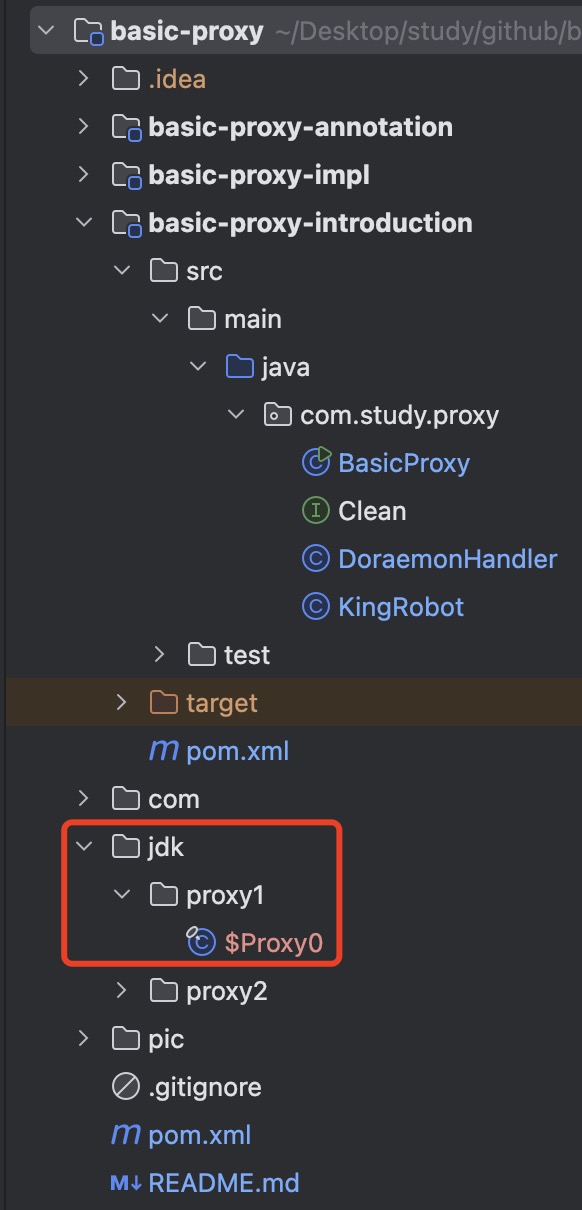 basic-proxy ~/Desktop/study/github/b
.idea
basic-proxy-annotation
basic-proxy-impl
basic-proxy-introduction
src
main
java
com.study.proxy
BasicProxy
Clean
DoraemonHandler
KingRobot
test
target
pom.xml
com
jdk
proxy1
$Proxy0
proxy2
pic
.gitignore
pom.xml
README.md